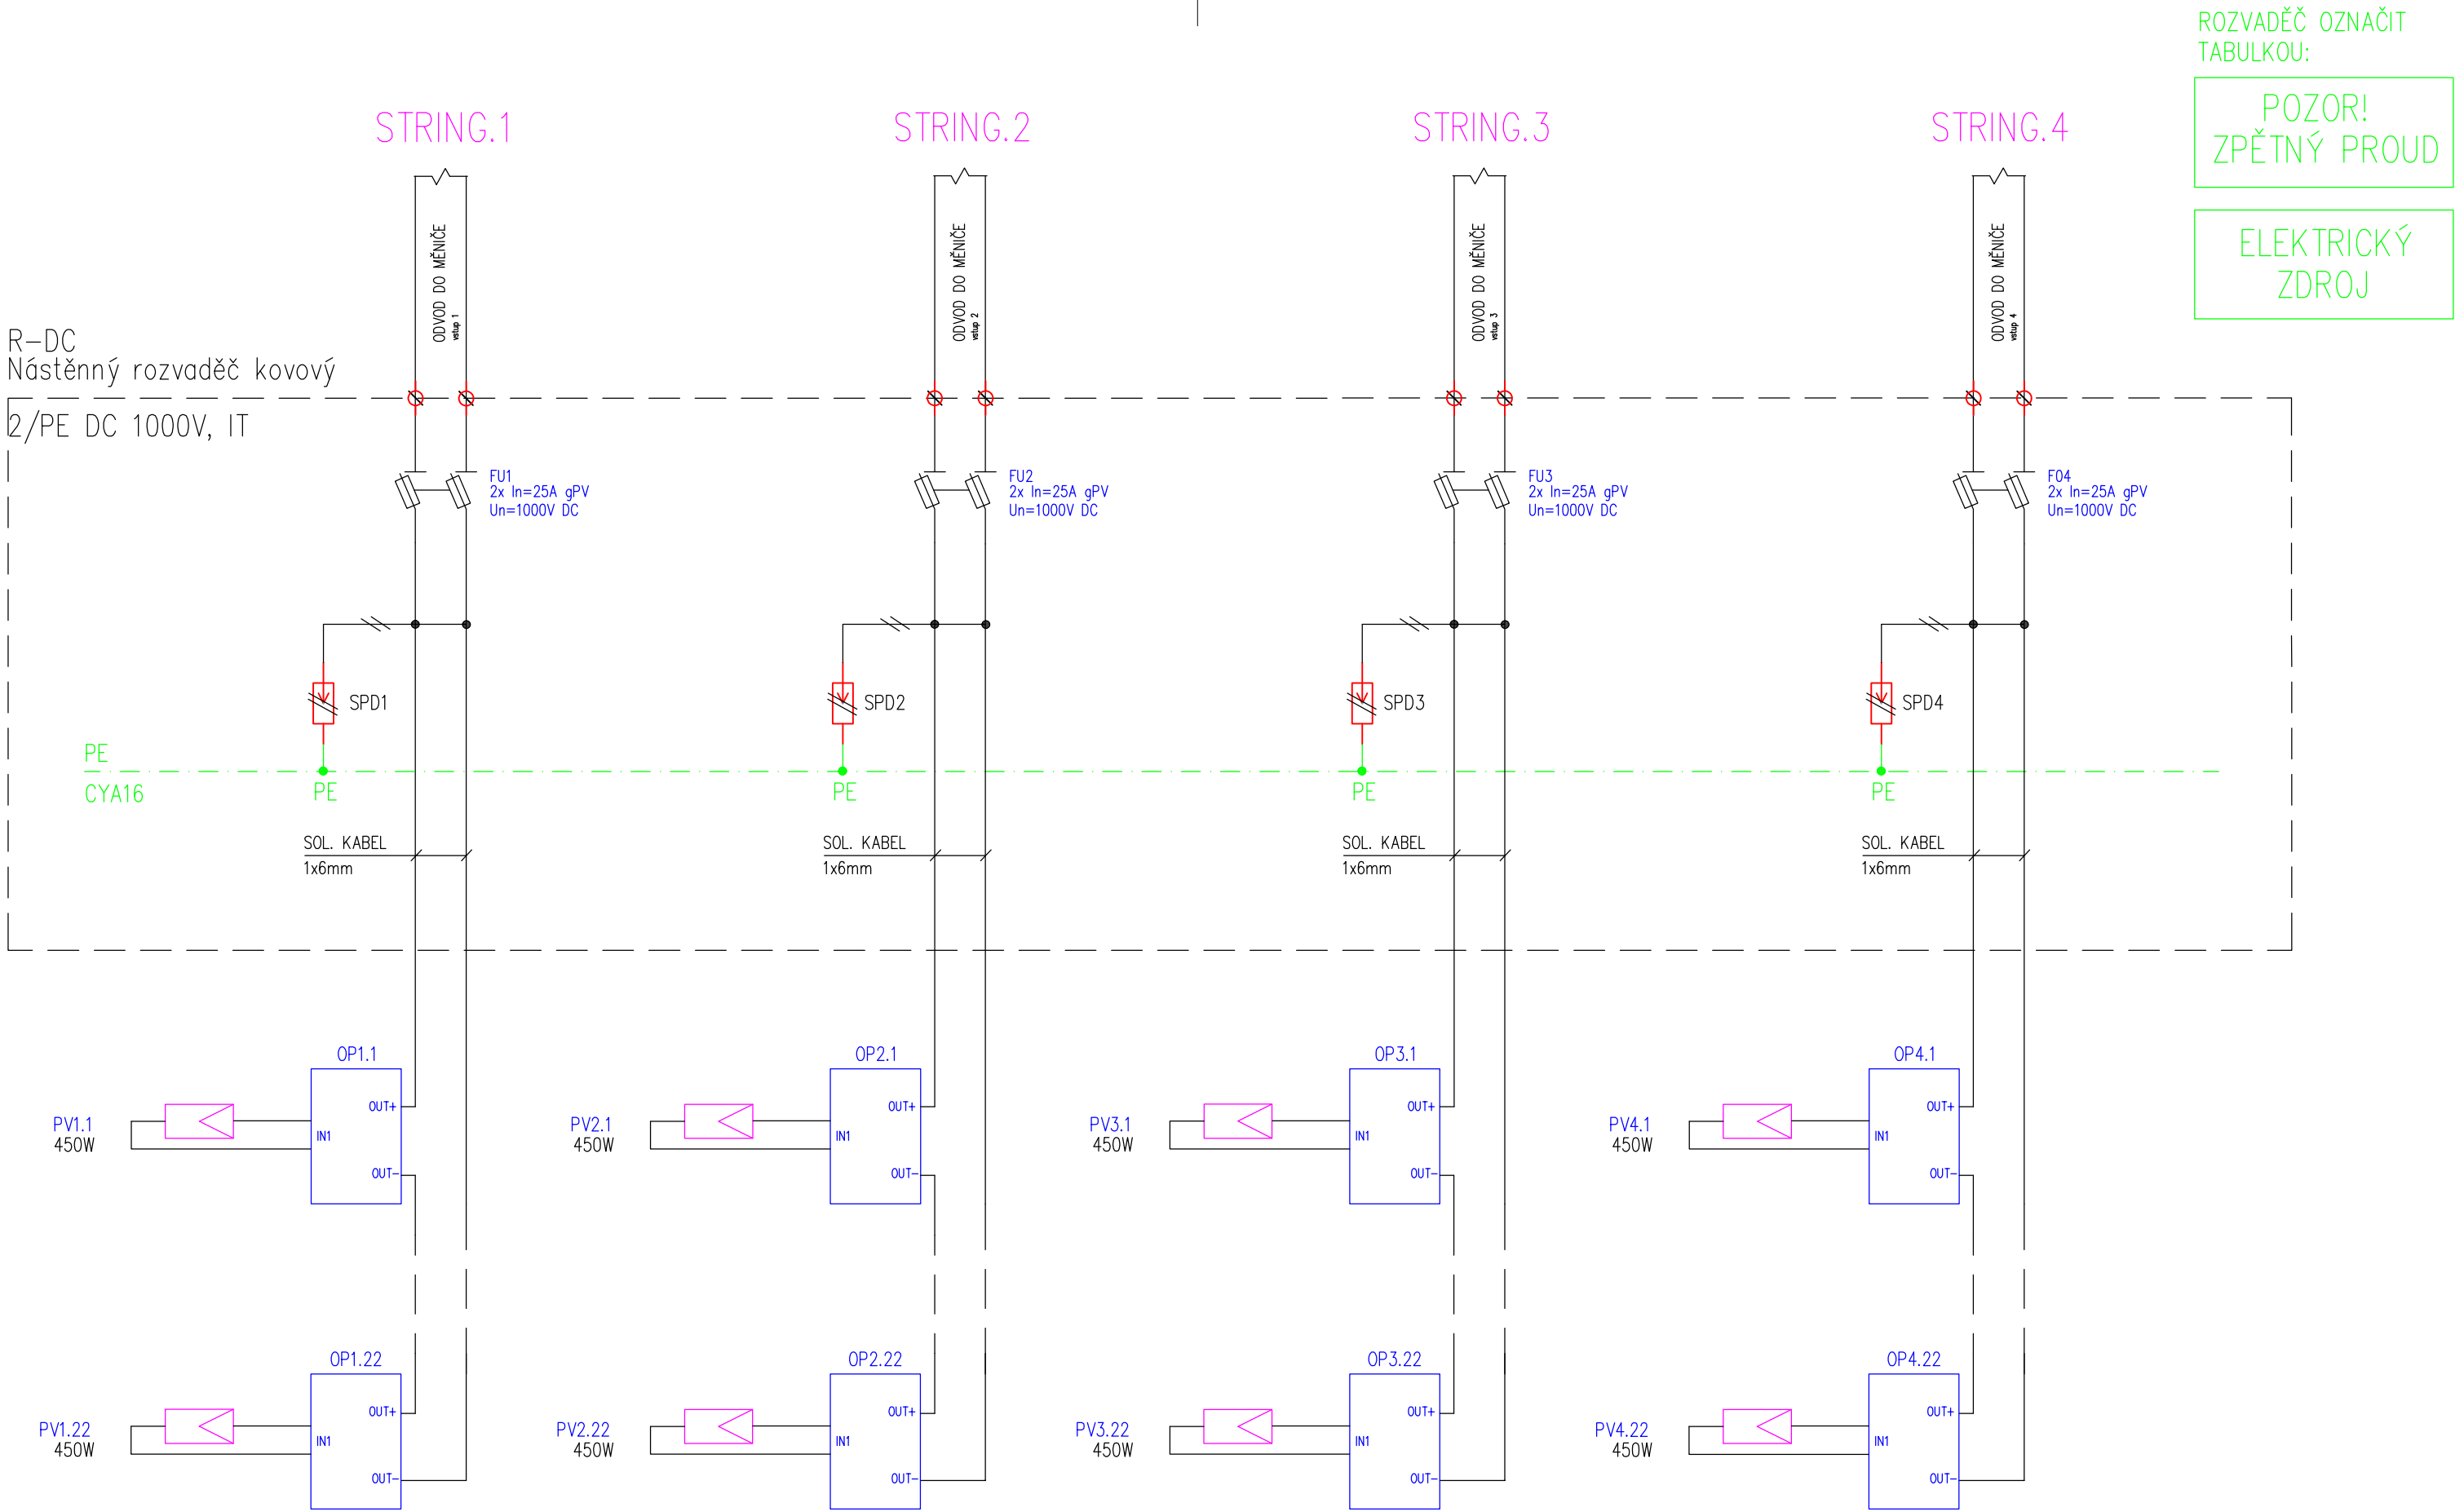 ROZVADĚČ OZNAČIT
TABULKOU:
POZOR!
ZPĚTNÝ PROUD
ELEKTRICKÝ
ZDROJ
STRING.1
STRING.2
STRING.3
STRING.4
ODVOD DO MĚNIČE
vstup 1
ODVOD DO MĚNIČE
vstup 2
ODVOD DO MĚNIČE
vstup 3
ODVOD DO MĚNIČE
vstup 4
R-DC
Nástěnný rozvaděč kovový
2/PE DC 1000V, IT
FU1
2x In=25A gPV
Un=1000V DC
FU2
2x In=25A gPV
Un=1000V DC
FU3
2x In=25A gPV
Un=1000V DC
F04
2x In=25A gPV
Un=1000V DC
SPD1
SPD2
SPD3
SPD4
PE
CYA16
PE
PE
PE
PE
SOL. KABEL
1x6mm
SOL. KABEL
1x6mm
SOL. KABEL
1x6mm
SOL. KABEL
1x6mm
OP1.1
OUT+
IN1
OUT-
PV1.1
450W
OP2.1
OUT+
IN1
OUT-
PV2.1
450W
OP3.1
OUT+
IN1
OUT-
PV3.1
450W
OP4.1
OUT+
IN1
OUT-
PV4.1
450W
OP1.22
OUT+
IN1
OUT-
PV1.22
450W
OP2.22
OUT+
IN1
OUT-
PV2.22
450W
OP3.22
OUT+
IN1
OUT-
PV3.22
450W
OP4.22
OUT+
IN1
OUT-
PV4.22
450W